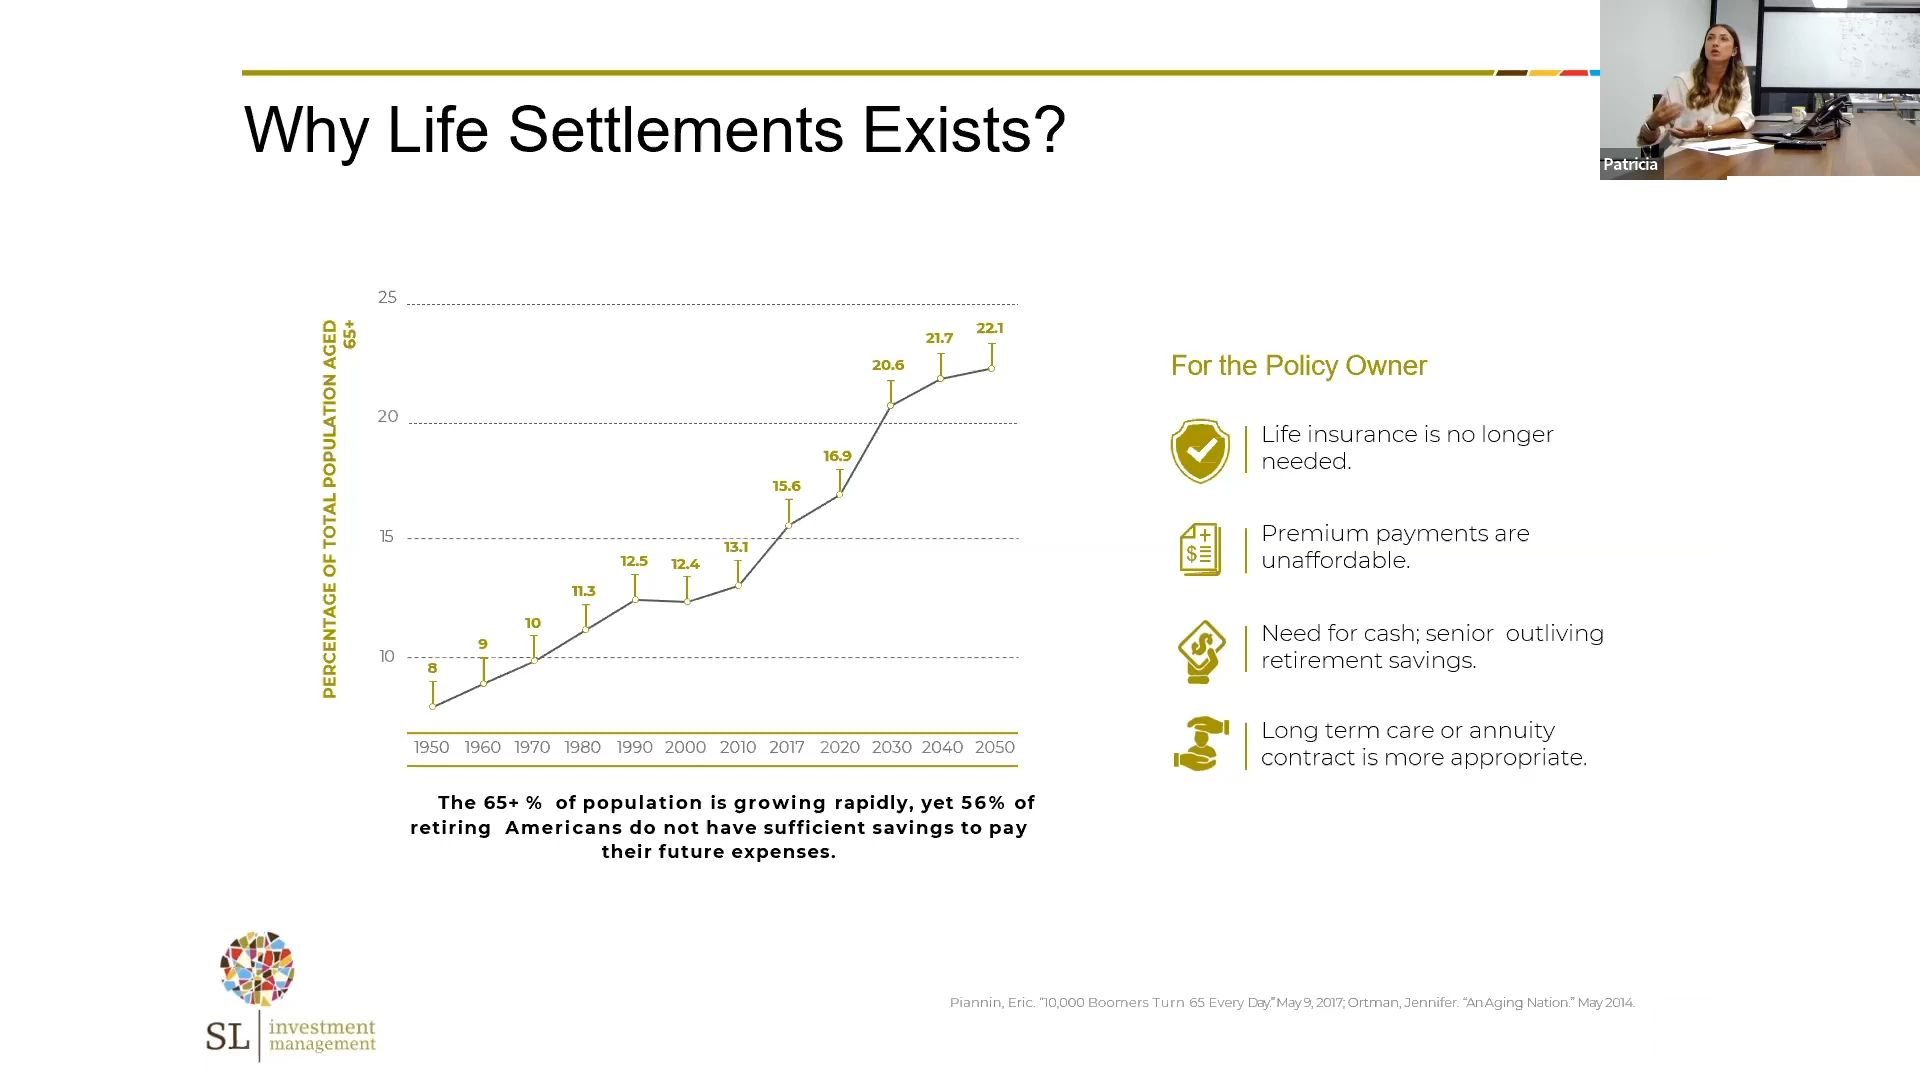 Why Life Settlements Exists?
Patricia
PERCENTAGE OF TOTAL POPULATION AGED
65+
25
20
15
10
8
9
10
11.3
12.5
12.4
13.1
15.6
16.9
20.6
21.7
22.1
1950 1960 1970 1980 1990 2000 2010 2017 2020 2030 2040 2050
The 65+ % of population is growing rapidly, yet 56% of
retiring Americans do not have sufficient savings to pay
their future expenses.
For the Policy Owner
Life insurance is no longer
needed.
Premium payments are
unaffordable.
Need for cash; senior outliving
retirement savings.
Long term care or annuity
contract is more appropriate.
Piannin, Eric. “10,000 Boomers Turn 65 Every Day.” May 9, 2017; Ortman, Jennifer. “An Aging Nation.” May 2014.
SL investment
management